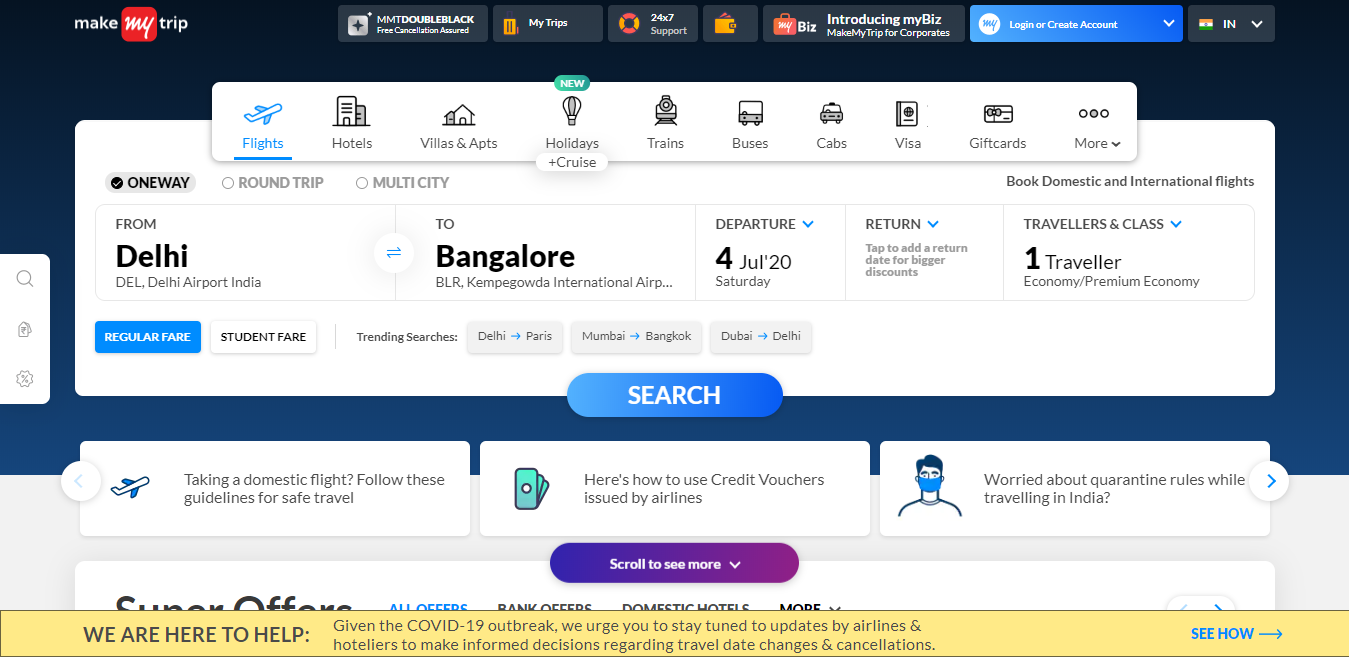 make my trip
MMTDOUBLEBLACK
Free Cancellation Assured
My Trips
24x7
Support
my Biz
Introducing myBiz
MakeMyTrip for Corporates
my
Login or Create Account
IN
NEW
Flights
Hotels
Villas & Apts
Holidays
Trains
Buses
Cabs
Visa
Giftcards
More
+Cruise
ONEWAY
ROUND TRIP
MULTI CITY
Book Domestic and International flights
FROM
Delhi
DEL, Delhi Airport India
TO
Bangalore
BLR, Kempegowda International Airp...
DEPARTURE
4 Jul'20
Saturday
RETURN
Tap to add a return
date for bigger
discounts
TRAVELLERS & CLASS
1 Traveller
Economy/Premium Economy
REGULAR FARE
STUDENT FARE
Trending Searches:
Delhi → Paris
Mumbai → Bangkok
Dubai → Delhi
SEARCH
Taking a domestic flight? Follow these
guidelines for safe travel
Here's how to use Credit Vouchers
issued by airlines
Worried about quarantine rules while
travelling in India?
Scroll to see more
Super Offers
ALL OFFERS
BANK OFFERS
DOMESTIC HOTELS
MORE
WE ARE HERE TO HELP:
Given the COVID-19 outbreak, we urge you to stay tuned to updates by airlines &
hoteliers to make informed decisions regarding travel date changes & cancellations.
SEE HOW